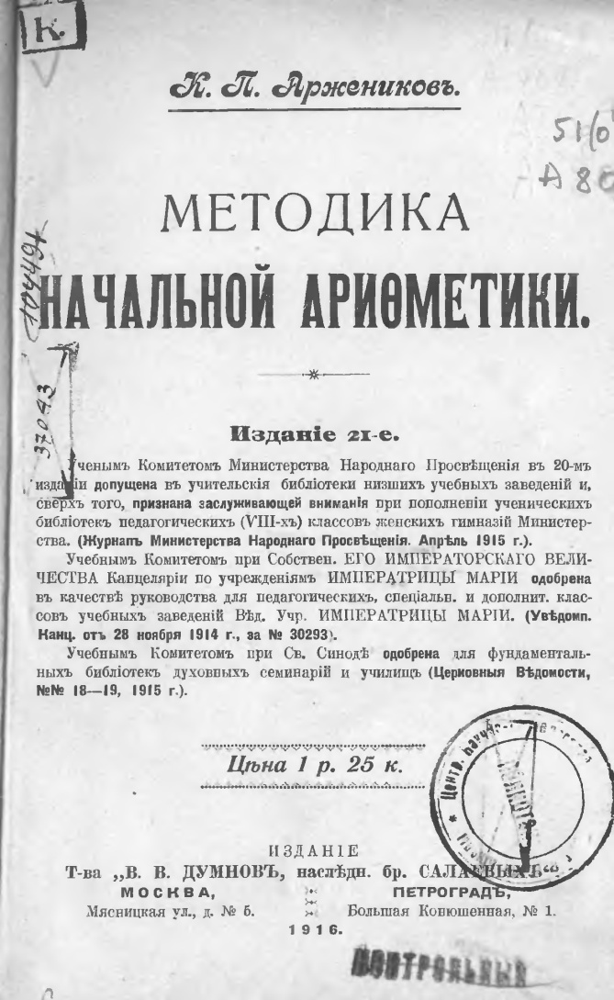 К.
К. П. Аржениковъ.
51(0
А 80
МЕТОДИКА
НАЧАЛЬНОЙ АРИѲМЕТИКИ.
104494
37043
Изданіе 21-е.
Ученымъ Комитетомъ Министерства Народнаго Просвѣщенія въ 20-мъ
изданіи допущена въ учительскія библіотеки низшихъ учебныхъ заведеній и,
сверхъ того, признана заслуживающей вниманія при пополненіи ученическихъ
библіотекъ педагогическихъ (VIII-хъ) классовъ женскихъ гимназій Министер-
ства. (Журналъ Министерства Народнаго Просвѣщенія. Апрѣль 1915 г.).
Учебнымъ Комитетомъ при Собствен. ЕГО ИМПЕРАТОРСКАГО ВЕЛИ-
ЧЕСТВА Канцеляріи по учрежденіямъ ИМПЕРАТРИЦЫ МАРІИ одобрена
въ качествѣ руководства для педагогическихъ, спеціальн. и дополнит. клас-
совъ учебныхъ заведеній Вѣд. Учр. ИМПЕРАТРИЦЫ МАРІИ. (Увѣдомл.
Канц. отъ 28 ноября 1914 г., за № 30293).
Учебнымъ Комитетомъ при Св. Синодѣ одобрена для фундаменталь-
ныхъ библіотекъ духовныхъ семинарій и училищъ (Церковныя Вѣдомости,
№№ 18—19, 1915 г.).
Цѣна 1 р. 25 к.
Центр. Научн.
ИЗДАНІЕ
Т-ва „В. В. ДУМНОВЪ, наслѣдн. бр. САЛАЕВЫХЪ“
МОСКВА,
Мясницкая ул., д. № 5.
ПЕТРОГРАДЪ,
Большая Конюшенная, № 1.
1916.
КОНТРОЛЬНЫЙ